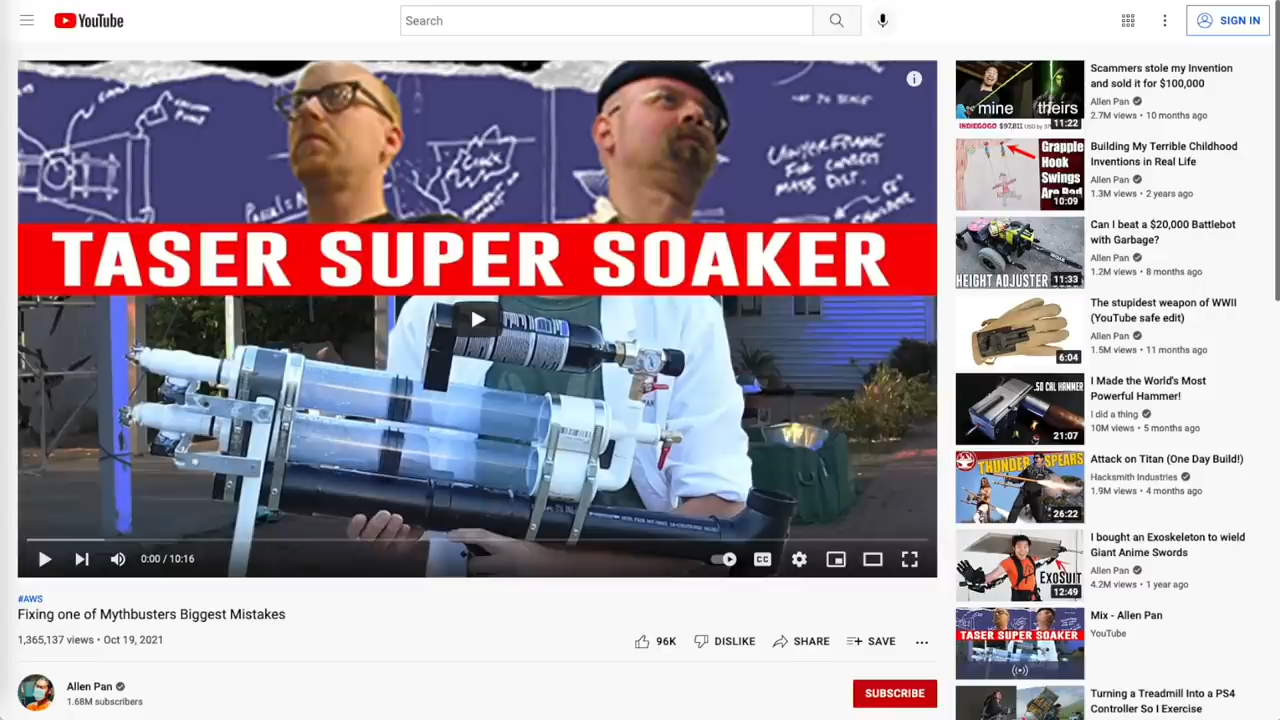 YouTube
Search
SIGN IN
TASER SUPER SOAKER
0:00 / 10:16
CC
#AWS
Fixing one of Mythbusters Biggest Mistakes
1,365,137 views • Oct 19, 2021
96K
DISLIKE
SHARE
SAVE
Allen Pan
1.68M subscribers
SUBSCRIBE
mine
theirs
INDIEGOGO $97,811 USD
11:22
Scammers stole my Invention
and sold it for $100,000
Allen Pan
2.7M views • 10 months ago
Grapple
Hook
Swings
Are Bad
10:09
Building My Terrible Childhood
Inventions in Real Life
Allen Pan
1.3M views • 2 years ago
HEIGHT ADJUSTER
11:33
Can I beat a $20,000 Battlebot
with Garbage?
Allen Pan
1.2M views • 8 months ago
6:04
The stupidest weapon of WWII
(YouTube safe edit)
Allen Pan
1.5M views • 11 months ago
.50 CAL HAMMER
21:07
I Made the World's Most
Powerful Hammer!
I did a thing
10M views • 5 months ago
THUNDER SPEARS
26:22
Attack on Titan (One Day Build!)
Hacksmith Industries
1.9M views • 4 months ago
EXOSUIT
12:49
I bought an Exoskeleton to wield
Giant Anime Swords
Allen Pan
4.2M views • 1 year ago
TASER SUPER SOAKER
Mix - Allen Pan
YouTube
Turning a Treadmill Into a PS4
Controller So I Exercise